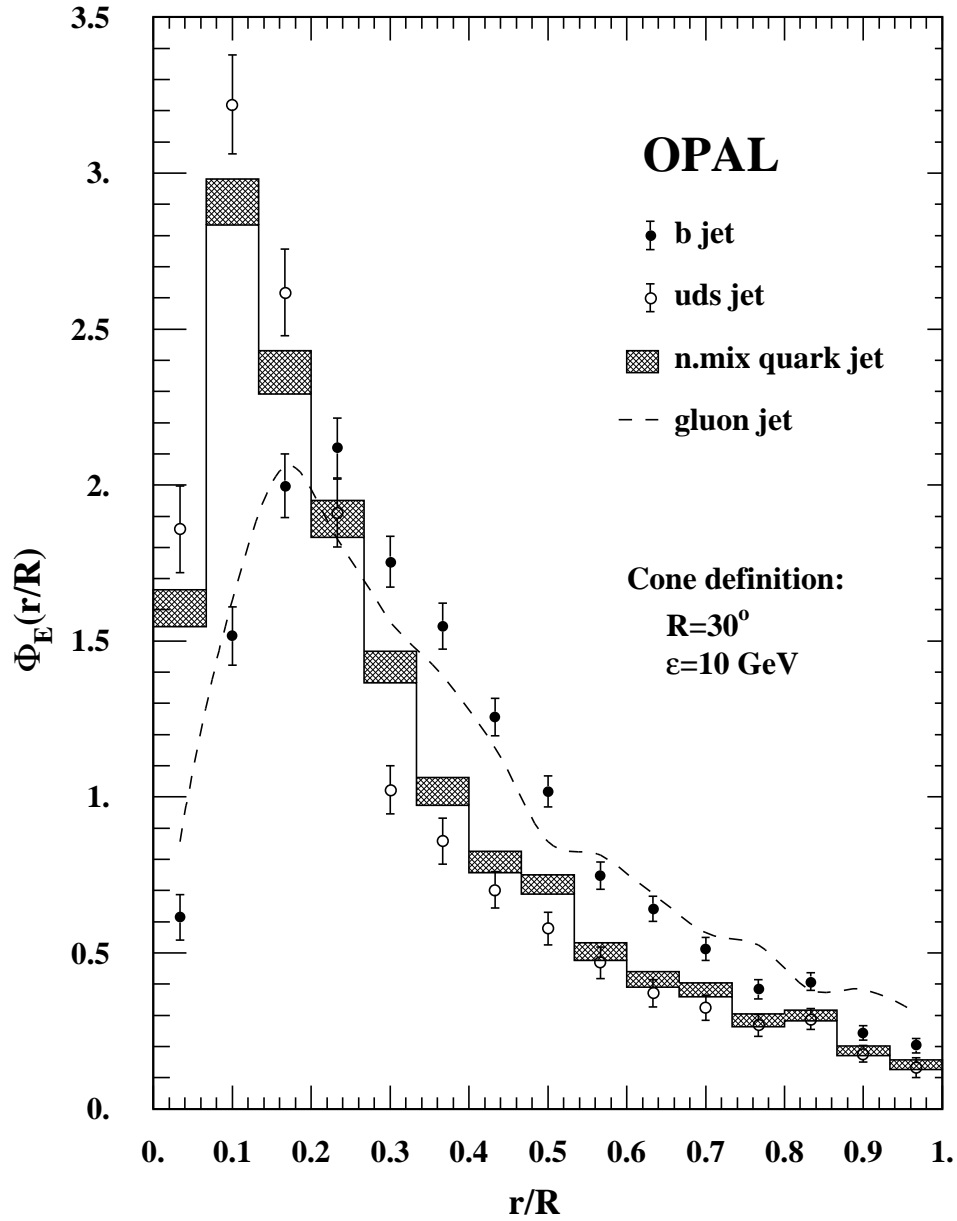 3.5
3.
2.5
2.
1.5
1.
0.5
0.
Φ_E(r/R)
OPAL
b jet
uds jet
n.mix quark jet
gluon jet
Cone definition:
R=30°
ε=10 GeV
0. 0.1 0.2 0.3 0.4 0.5 0.6 0.7 0.8 0.9 1.
r/R